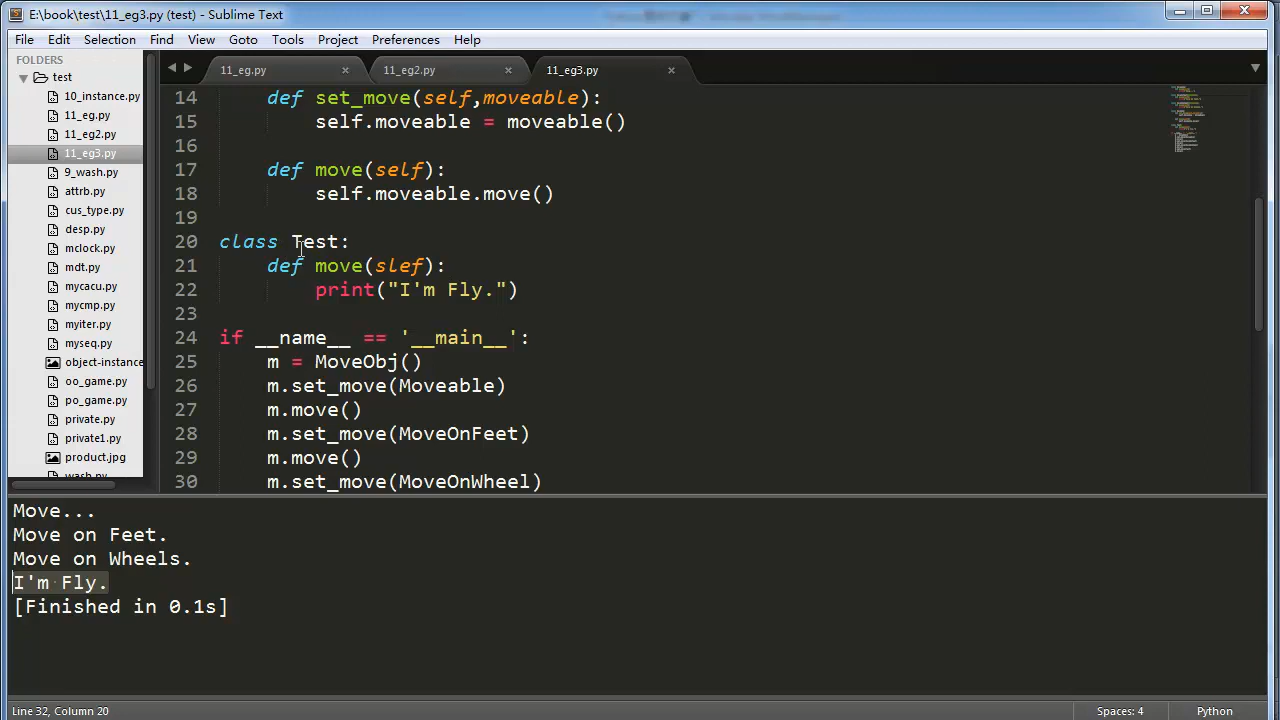 E:\book\test\11_eg3.py (test) - Sublime Text
File Edit Selection Find View Goto Tools Project Preferences Help
FOLDERS
test
10_instance.py
11_eg.py
11_eg2.py
11_eg3.py
9_wash.py
attrb.py
cus_type.py
desp.py
mclock.py
mdt.py
mycacu.py
mycmp.py
myiter.py
myseq.py
object-instance
oo_game.py
po_game.py
private.py
private1.py
product.jpg
wash.py
11_eg.py 11_eg2.py 11_eg3.py
14 def set_move(self,moveable):
15 self.moveable = moveable()
16
17 def move(self):
18 self.moveable.move()
19
20 class Test:
21 def move(slef):
22 print("I'm Fly.")
23
24 if __name__ == '__main__':
25 m = MoveObj()
26 m.set_move(Moveable)
27 m.move()
28 m.set_move(MoveOnFeet)
29 m.move()
30 m.set_move(MoveOnWheel)
Move...
Move on Feet.
Move on Wheels.
I'm Fly.
[Finished in 0.1s]
Line 32, Column 20 Spaces: 4 Python